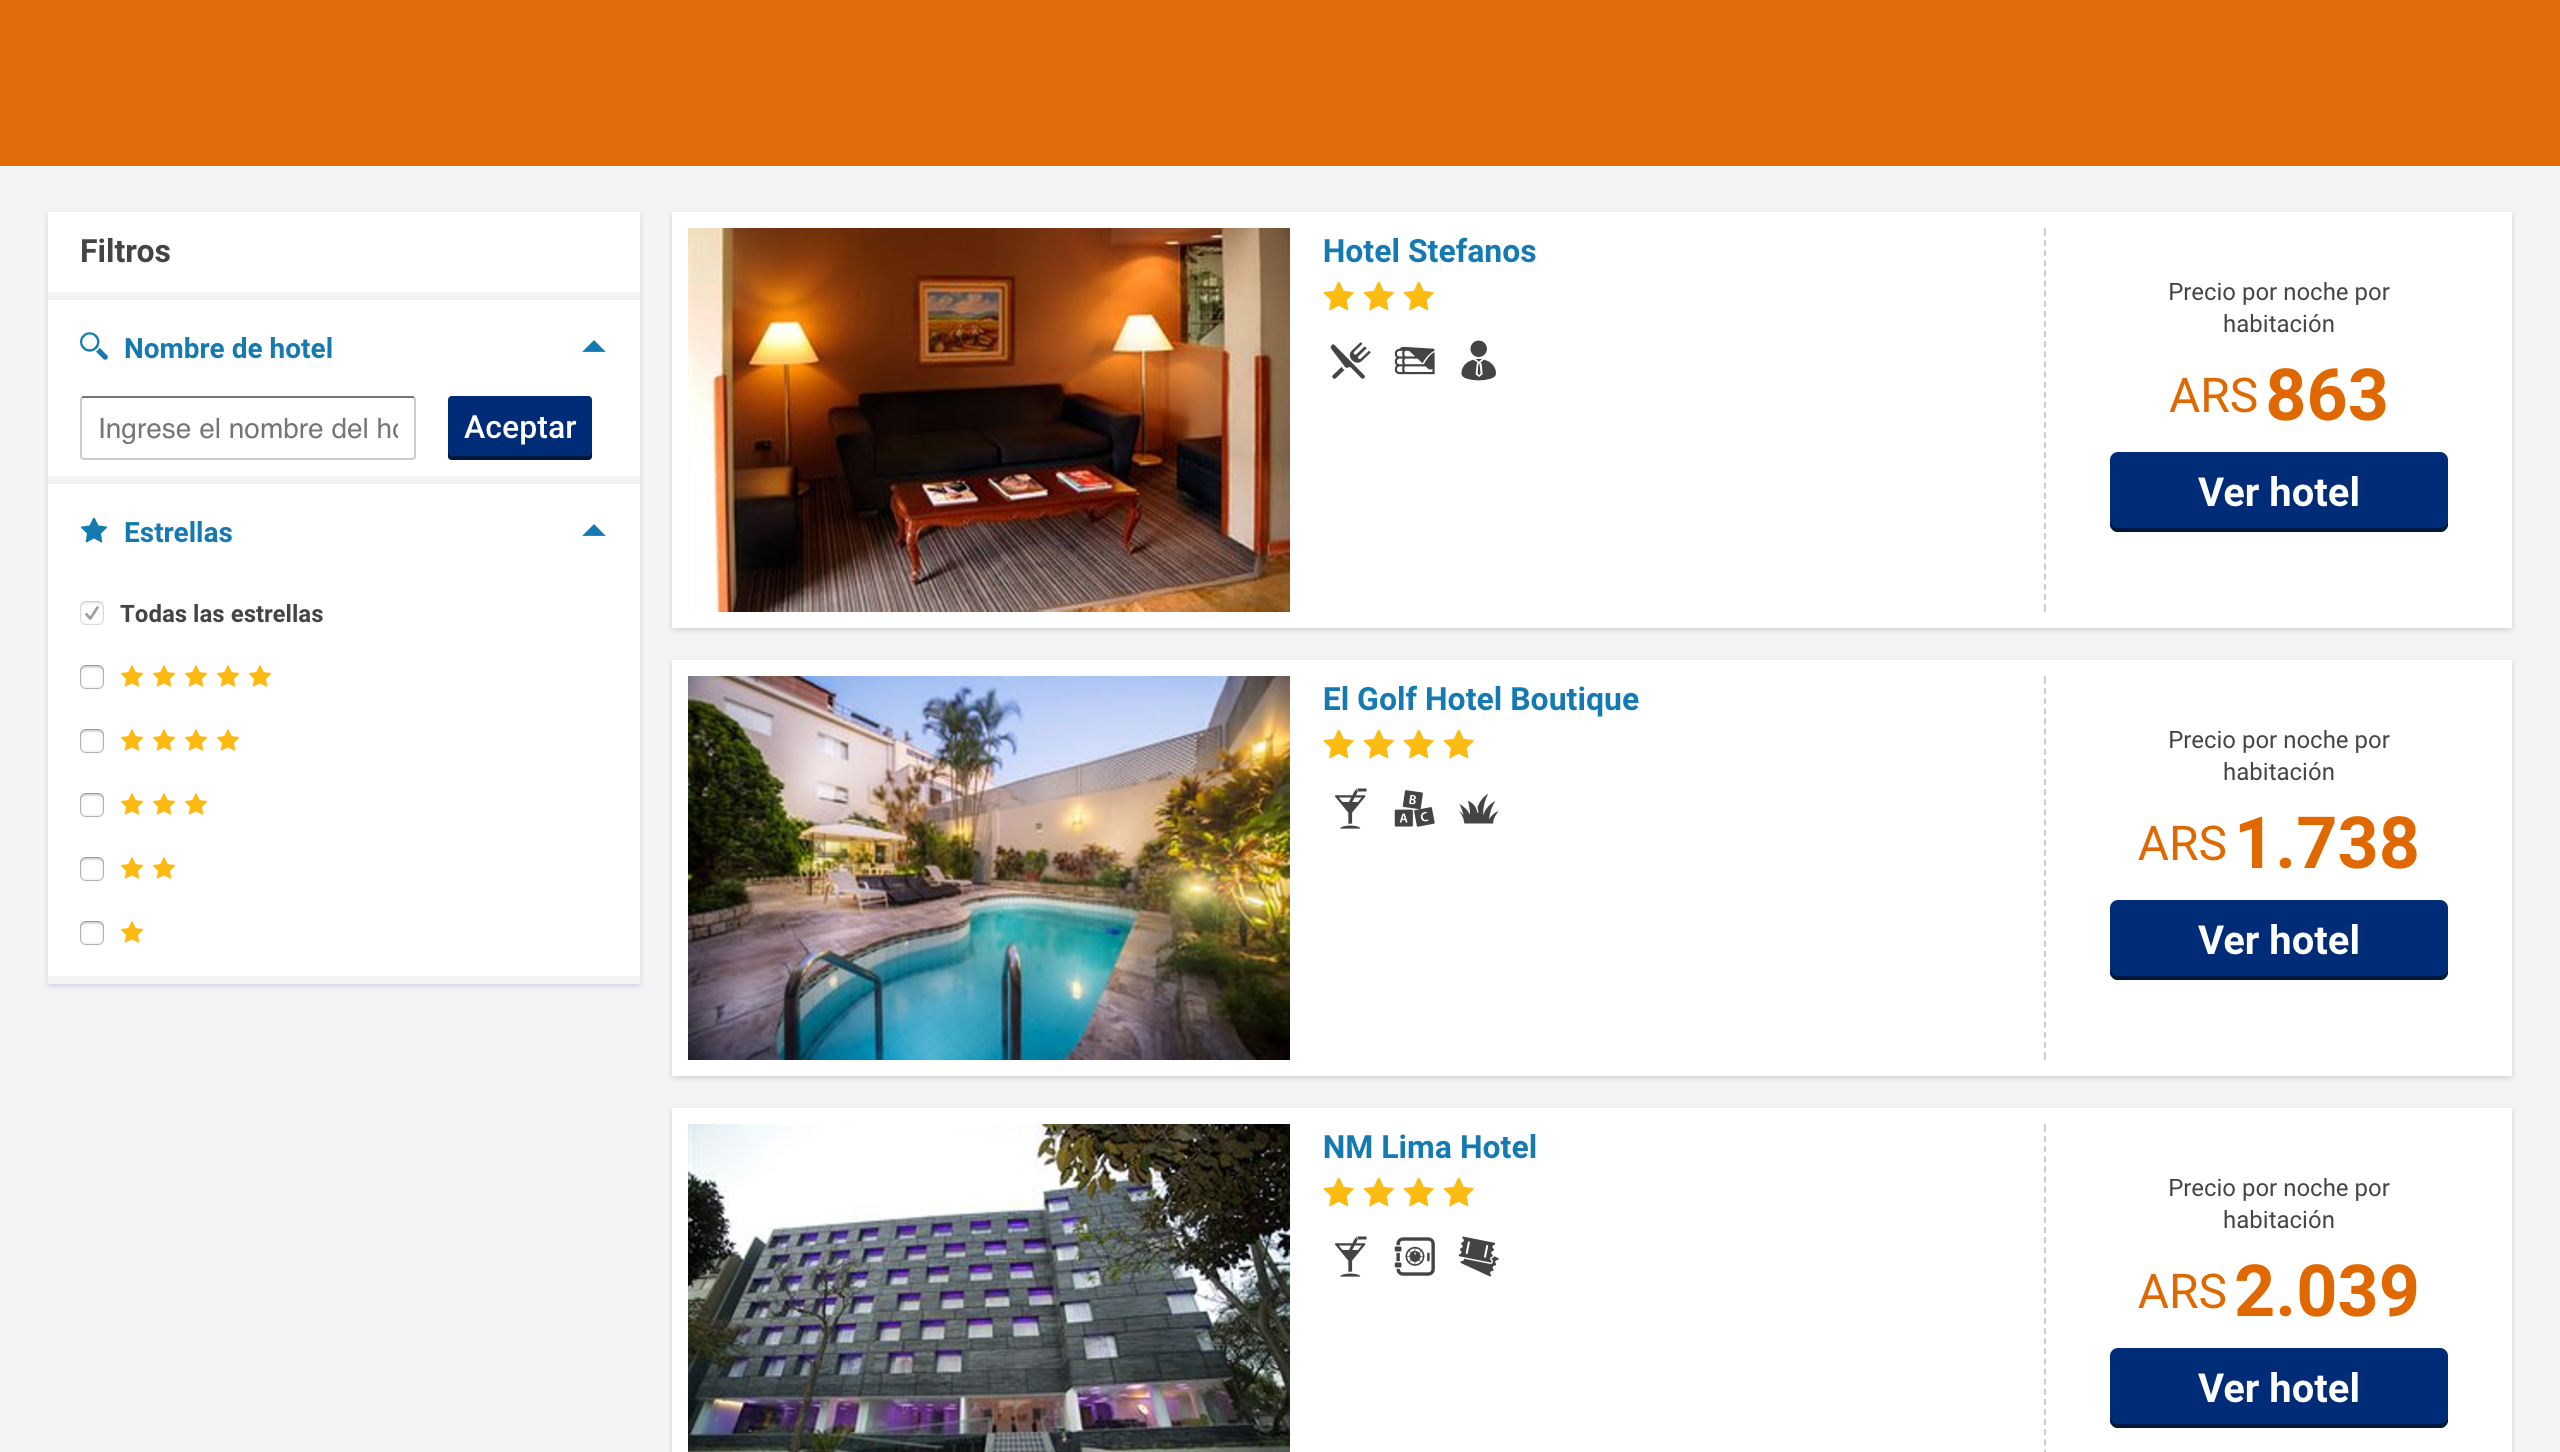 Filtros
Nombre de hotel
Ingrese el nombre del ho
Aceptar
Estrellas
Todas las estrellas
Hotel Stefanos
Precio por noche por
habitación
ARS 863
Ver hotel
El Golf Hotel Boutique
B
A C
Precio por noche por
habitación
ARS 1.738
Ver hotel
NM Lima Hotel
Precio por noche por
habitación
ARS 2.039
Ver hotel